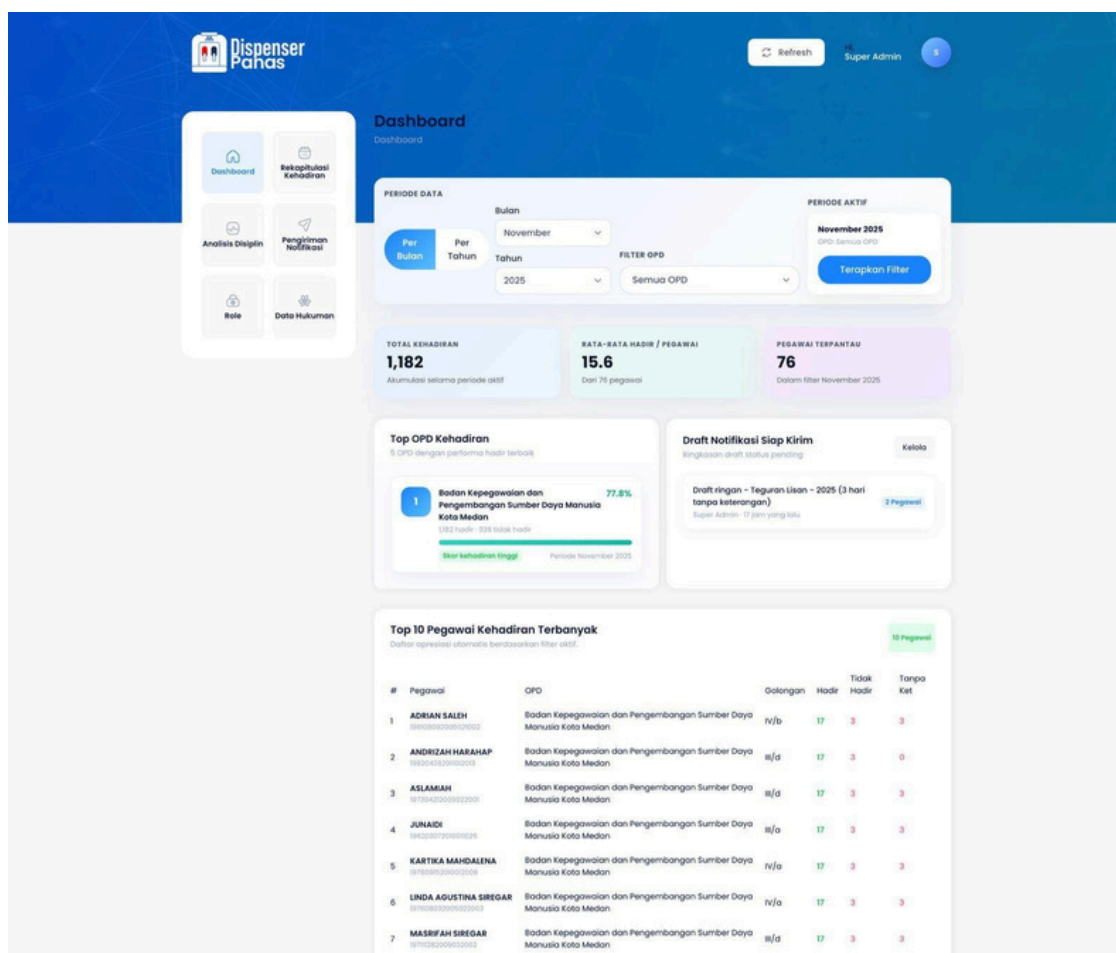 Dispenser
Pahas
Refresh
Hi,
Super Admin
S
Dashboard
Dashboard
Dashboard
Rekapitulasi
Kehadiran
Analisis Disiplin
Pengiriman
Notifikasi
Role
Data Hukuman
PERIODE DATA
Per
Bulan
Per
Tahun
Bulan
November
Tahun
2025
FILTER OPD
Semua OPD
PERIODE AKTIF
November 2025
OPD: Semua OPD
Terapkan Filter
TOTAL KEHADIRAN
1,182
Akumulasi selama periode aktif
RATA-RATA HADIR / PEGAWAI
15.6
Dari 76 pegawai
PEGAWAI TERPANTAU
76
Dalam filter November 2025
Top OPD Kehadiran
5 OPD dengan performa hadir terbaik
1
Badan Kepegawaian dan
Pengembangan Sumber Daya Manusia
Kota Medan
77.8%
1,182 hadir · 338 tidak hadir
Skor kehadiran tinggi
Periode November 2025
Draft Notifikasi Siap Kirim
Ringkasan draft status pending
Kelola
Draft ringan - Teguran Lisan - 2025 (3 hari
tanpa keterangan)
Super Admin · 17 jam yang lalu
2 Pegawai
Top 10 Pegawai Kehadiran Terbanyak
Daftar apresiasi otomatis berdasarkan filter aktif.
10 Pegawai
# Pegawai OPD Golongan Hadir Tidak Hadir Tanpa Ket
1 ADRIAN SALEH Badan Kepegawaian dan Pengembangan Sumber Daya Manusia Kota Medan IV/b 17 3 3
2 ANDRIZAH HARAHAP Badan Kepegawaian dan Pengembangan Sumber Daya Manusia Kota Medan III/d 17 3 0
3 ASLAMIAH Badan Kepegawaian dan Pengembangan Sumber Daya Manusia Kota Medan III/d 17 3 3
4 JUNAIDI Badan Kepegawaian dan Pengembangan Sumber Daya Manusia Kota Medan III/a 17 3 3
5 KARTIKA MAHDALENA Badan Kepegawaian dan Pengembangan Sumber Daya Manusia Kota Medan IV/a 17 3 3
6 LINDA AGUSTINA SIREGAR Badan Kepegawaian dan Pengembangan Sumber Daya Manusia Kota Medan IV/a 17 3 3
7 MASRIFAH SIREGAR Badan Kepegawaian dan Pengembangan Sumber Daya Manusia Kota Medan III/d 17 3 3